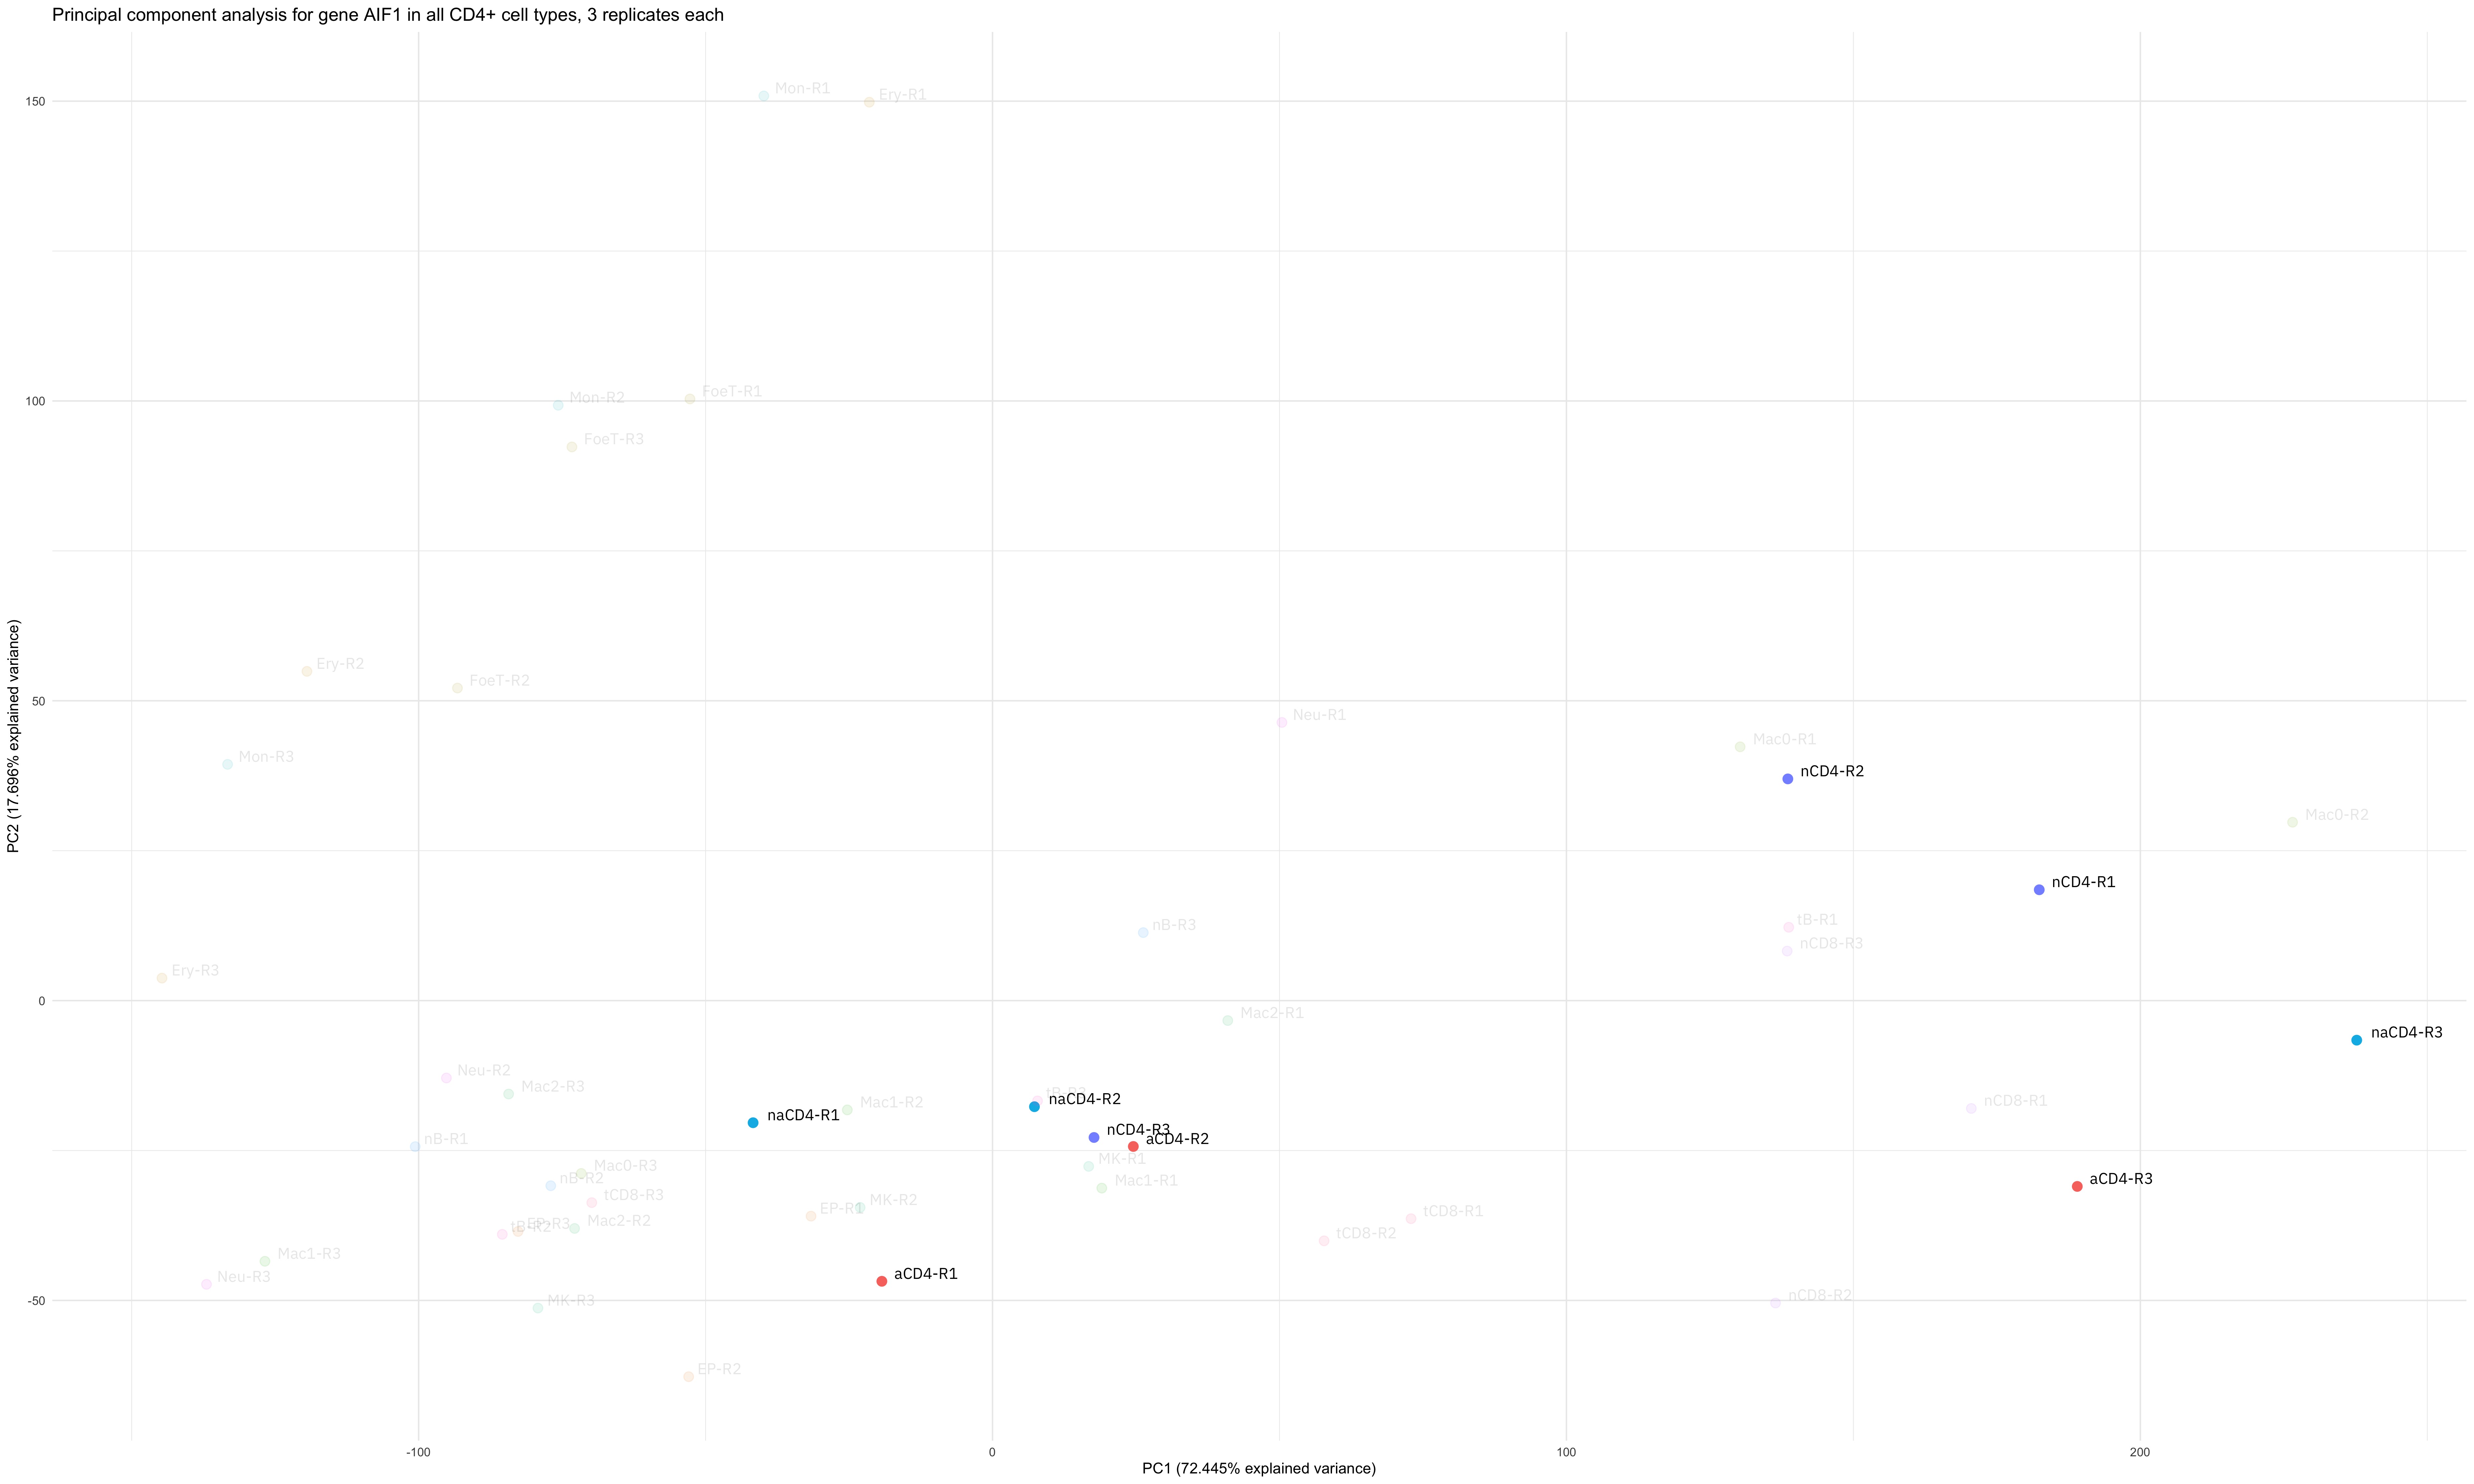 Principal component analysis for gene AIF1 in all CD4+ cell types, 3 replicates each
Mon-R1
Ery-R1
150
FoeT-R1
Mon-R2
100
FoeT-R3
Ery-R2
FoeT-R2
50
Neu-R1
Mac0-R1
Mon-R3
nCD4-R2
Mac0-R2
nCD4-R1
tB-R1
nB-R3
nCD8-R3
Ery-R3
0
Mac2-R1
naCD4-R3
Neu-R2
Mac2-R3
naCD4-R2
nCD8-R1
Mac1-R2
naCD4-R1
nCD4-R3
aCD4-R2
nB-R1
MK-R1
Mac0-R3
nB-R2
aCD4-R3
Mac1-R1
tCD8-R3
MK-R2
EP-R1
tCD8-R1
EP-R3
tB-R2
Mac2-R2
tCD8-R2
Mac1-R3
Neu-R3
aCD4-R1
nCD8-R2
MK-R3
-50
EP-R2
-100
0
100
200
PC1 (72.445% explained variance)
PC2 (17.696% explained variance)